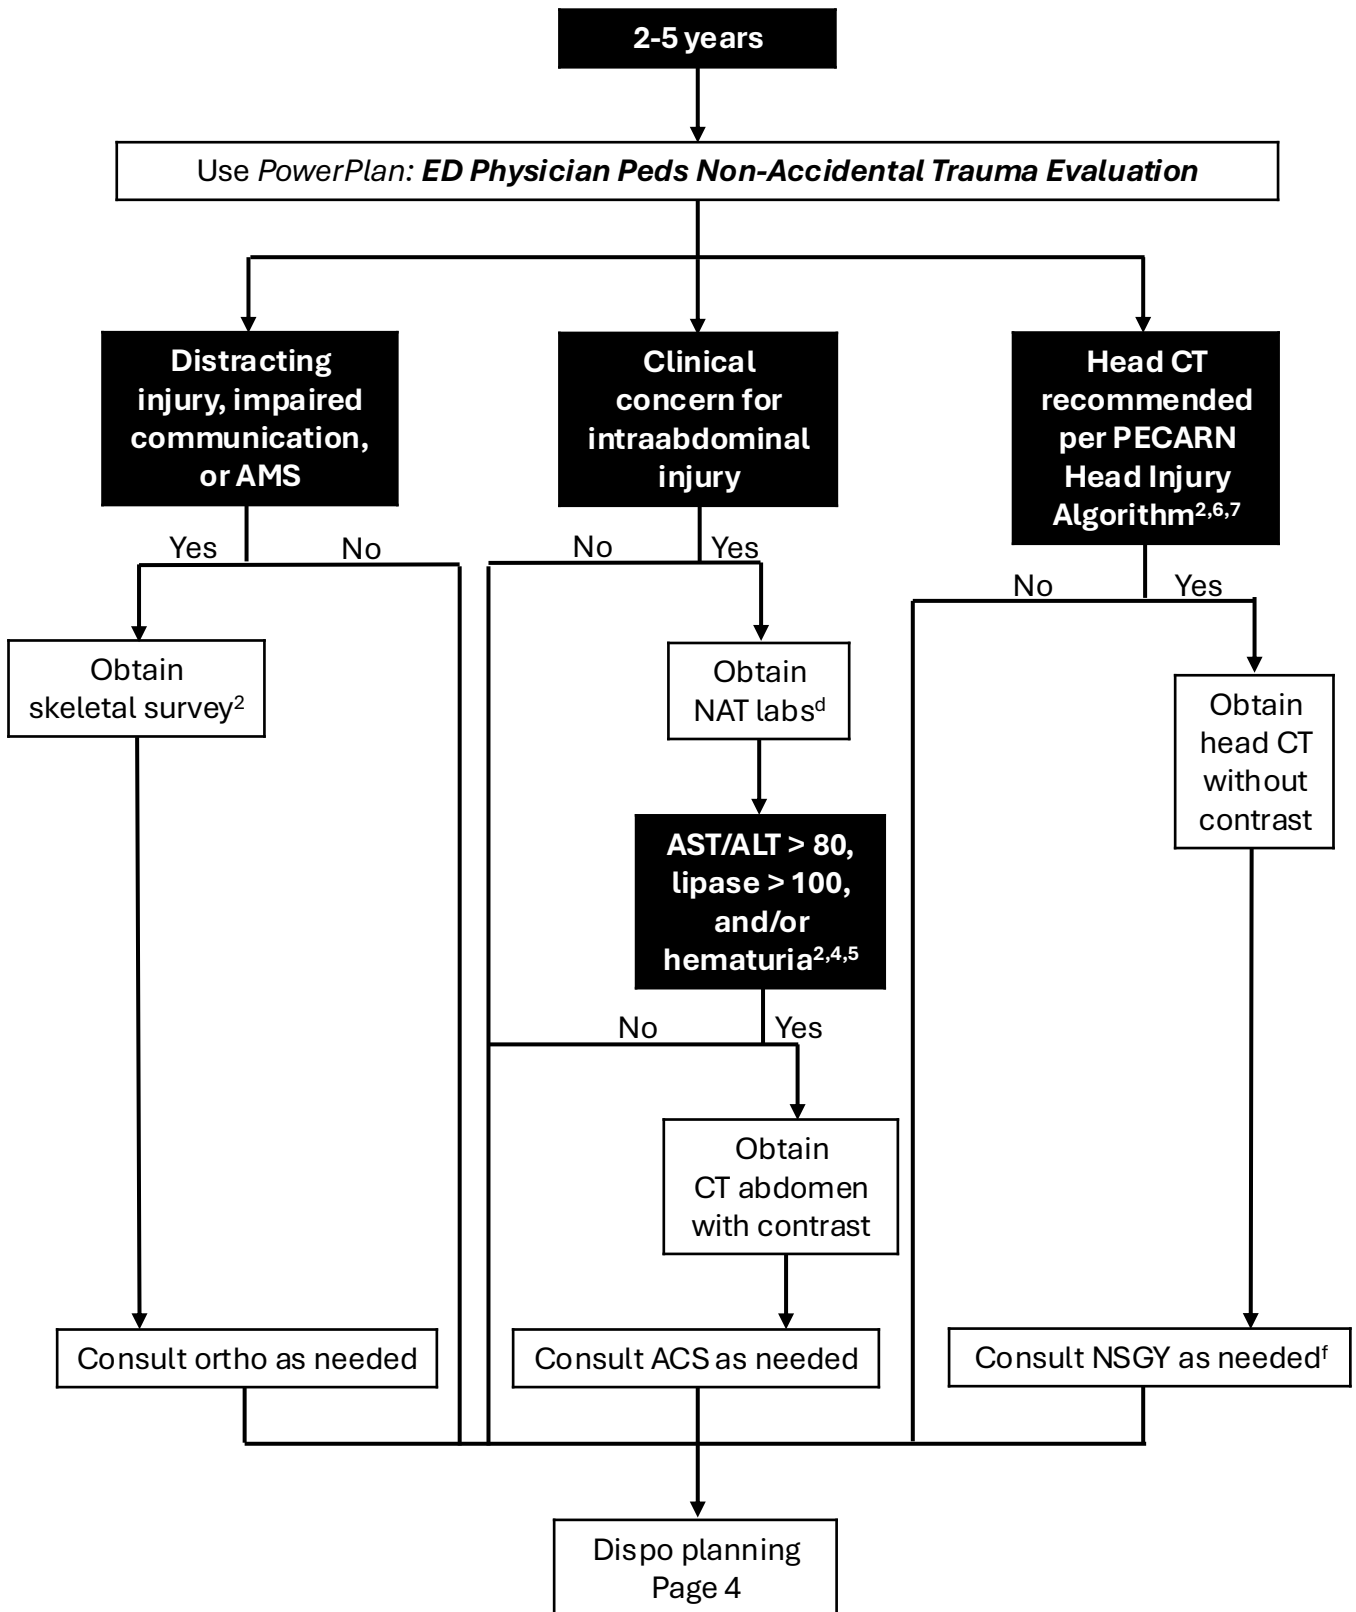 2-5 years
Use PowerPlan: ED Physician Peds Non-Accidental Trauma Evaluation
Distracting
injury, impaired
communication,
or AMS
Clinical
concern for
intraabdominal
injury
Head CT
recommended
per PECARN
Head Injury
Algorithm2,6,7
Yes
No
No
Yes
No
Yes
Obtain
skeletal survey2
Obtain
NAT labsd
Obtain
head CT
without
contrast
AST/ALT > 80,
lipase > 100,
and/or
hematuria2,4,5
No
Yes
Obtain
CT abdomen
with contrast
Consult ortho as needed
Consult ACS as needed
Consult NSGY as neededf
Dispo planning
Page 4